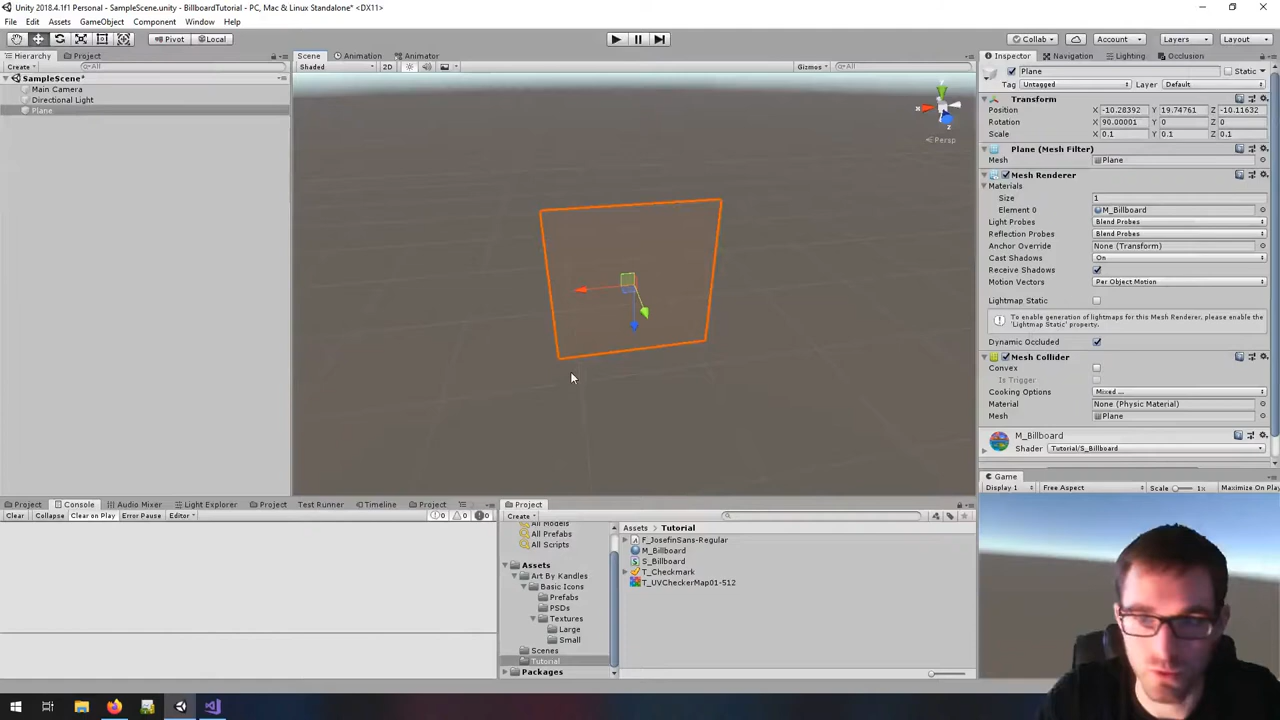 Unity 2018.4.1f1 Personal - SampleScene.unity - BillboardTutorial - PC, Mac & Linux Standalone* <DX11>
File Edit Assets GameObject Component Window Help
Pivot Local Collab Account Layers Layout
Hierarchy Project Scene Animation Animator Inspector Navigation Lighting Occlusion
Create All Shaded 2D Gizmos All Plane Static
SampleScene* Tag Untagged Layer Default
Main Camera
Directional Light
Plane
y
x
z
Persp
Transform
Position X -10.28392 Y 19.74761 Z -10.11632
Rotation X 90.00001 Y 0 Z 0
Scale X 0.1 Y 0.1 Z 0.1
Plane (Mesh Filter)
Mesh Plane
Mesh Renderer
Materials
Size 1
Element 0 M_Billboard
Light Probes Blend Probes
Reflection Probes Blend Probes
Anchor Override None (Transform)
Cast Shadows On
Receive Shadows
Motion Vectors Per Object Motion
Lightmap Static
To enable generation of lightmaps for this Mesh Renderer, please enable the 'Lightmap Static' property.
Dynamic Occluded
Mesh Collider
Convex
Is Trigger
Cooking Options Mixed ...
Material None (Physic Material)
Mesh Plane
M_Billboard
Shader Tutorial/S_Billboard
Game
Display 1 Free Aspect Scale 1x Maximize On Play
Project Console Audio Mixer Light Explorer Project Test Runner Timeline Project
Clear Collapse Clear on Play Error Pause Editor 0 0 0
Project
Create
All Models
All Prefabs
All Scripts
Assets
Art By Kandles
Basic Icons
Prefabs
PSDs
Textures
Large
Small
Scenes
Tutorial
Packages
Assets Tutorial
F_JosefinSans-Regular
M_Billboard
S_Billboard
T_Checkmark
T_UVCheckerMap01-512